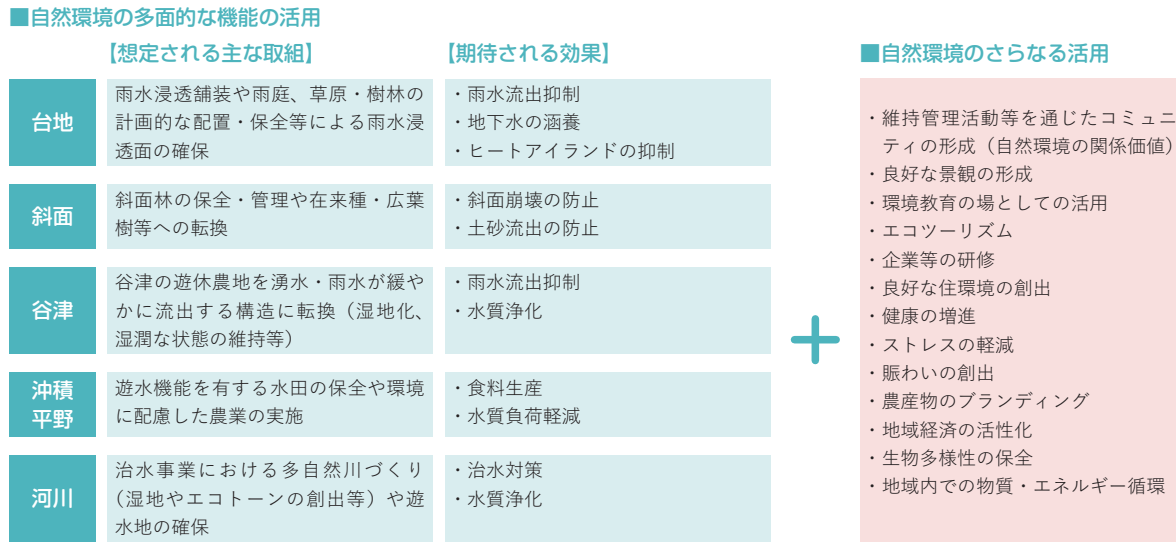 ■自然環境の多面的な機能の活用
【想定される主な取組】
【期待される効果】
台地
雨水浸透舗装や雨庭、草原・樹林の
計画的な配置・保全等による雨水浸
透面の確保
・雨水流出抑制
・地下水の涵養
・ヒートアイランドの抑制
斜面
斜面林の保全・管理や在来種・広葉
樹等への転換
・斜面崩壊の防止
・土砂流出の防止
谷津
谷津の遊休農地を湧水・雨水が緩や
かに流出する構造に転換（湿地化、
湿潤な状態の維持等）
・雨水流出抑制
・水質浄化
沖積
平野
遊水機能を有する水田の保全や環境
に配慮した農業の実施
・食料生産
・水質負荷軽減
河川
治水事業における多自然川づくり
（湿地やエコトーンの創出等）や遊
水地の確保
・治水対策
・水質浄化
＋
■自然環境のさらなる活用
・維持管理活動等を通じたコミュニ
ティの形成（自然環境の関係価値）
・良好な景観の形成
・環境教育の場としての活用
・エコツーリズム
・企業等の研修
・良好な住環境の創出
・健康の増進
・ストレスの軽減
・賑わいの創出
・農産物のブランディング
・地域経済の活性化
・生物多様性の保全
・地域内での物質・エネルギー循環